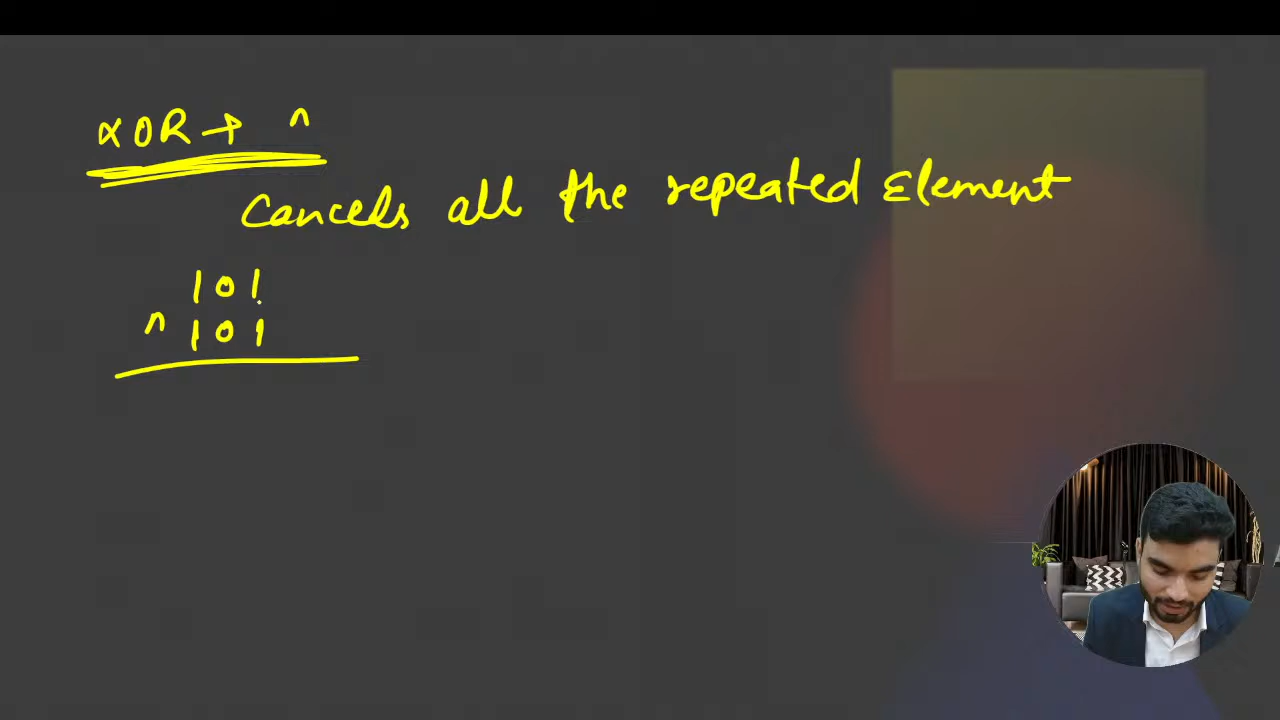 XOR → ^
Cancels all the repeated Element
101
^ 101